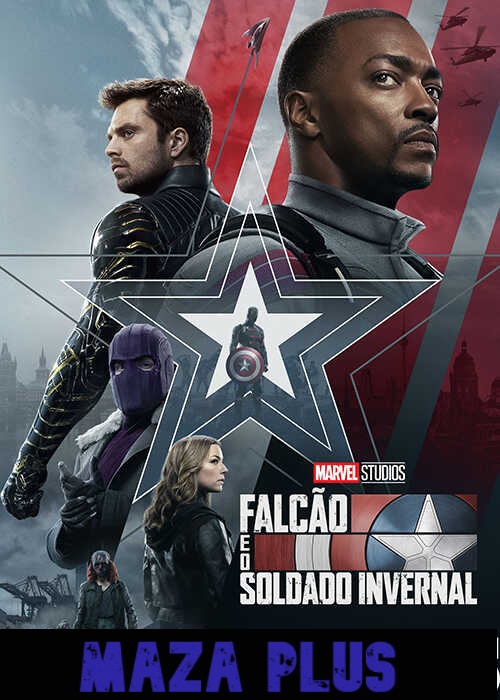 MARVEL STUDIOS
FALCÃO
E O
SOLDADO INVERNAL
MAZA PLUS